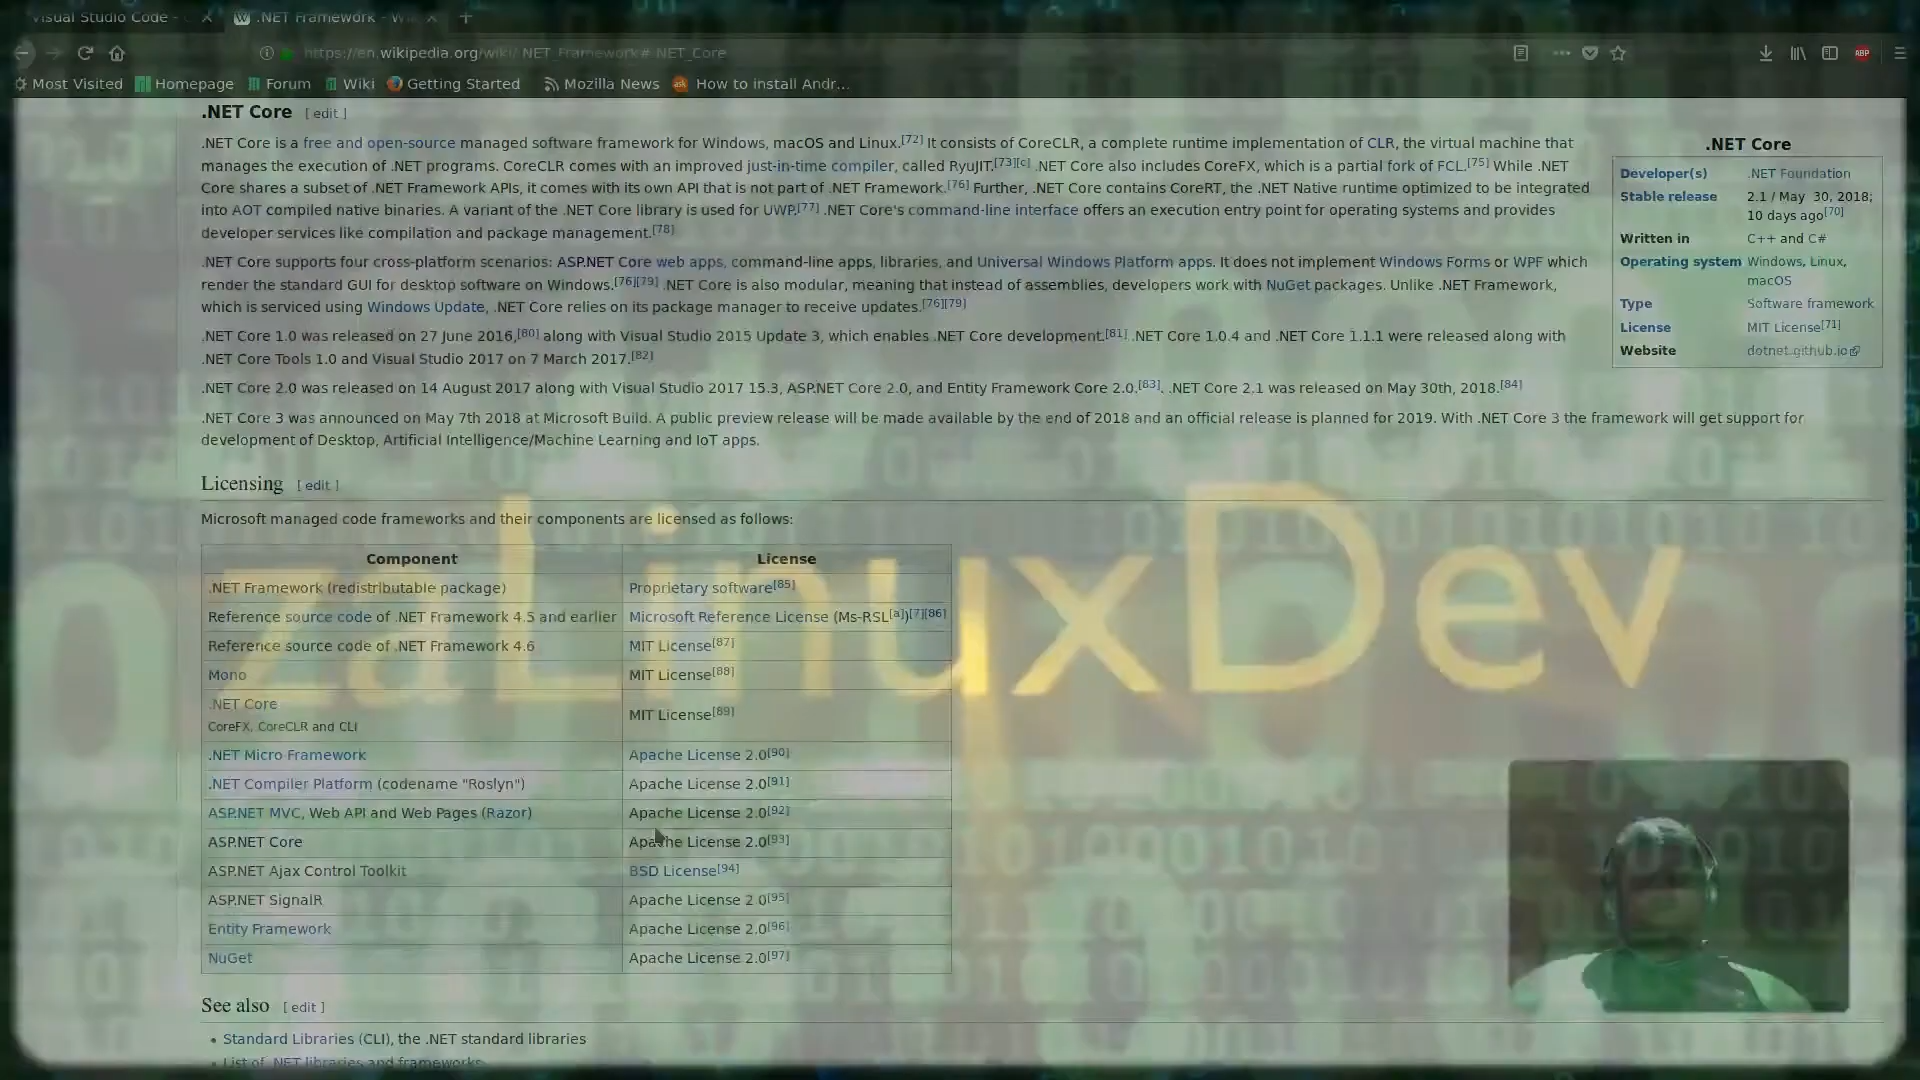 Visual Studio Code -
.NET Framework - Wi
https://en.wikipedia.org/wiki/.NET_Framework#.NET_Core
Most Visited Homepage Forum Wiki Getting Started Mozilla News How to install Andr…
.NET Core [ edit ]
.NET Core is a free and open-source managed software framework for Windows, macOS and Linux.[72] It consists of CoreCLR, a complete runtime implementation of CLR, the virtual machine that
manages the execution of .NET programs. CoreCLR comes with an improved just-in-time compiler, called RyuJIT.[73][c] .NET Core also includes CoreFX, which is a partial fork of FCL.[75] While .NET
Core shares a subset of .NET Framework APIs, it comes with its own API that is not part of .NET Framework.[76] Further, .NET Core contains CoreRT, the .NET Native runtime optimized to be integrated
into AOT compiled native binaries. A variant of the .NET Core library is used for UWP.[77] .NET Core's command-line interface offers an execution entry point for operating systems and provides
developer services like compilation and package management.[78]
.NET Core supports four cross-platform scenarios: ASP.NET Core web apps, command-line apps, libraries, and Universal Windows Platform apps. It does not implement Windows Forms or WPF which
render the standard GUI for desktop software on Windows.[76][79] .NET Core is also modular, meaning that instead of assemblies, developers work with NuGet packages. Unlike .NET Framework,
which is serviced using Windows Update, .NET Core relies on its package manager to receive updates.[76][79]
.NET Core 1.0 was released on 27 June 2016,[80] along with Visual Studio 2015 Update 3, which enables .NET Core development.[81] .NET Core 1.0.4 and .NET Core 1.1.1 were released along with
.NET Core Tools 1.0 and Visual Studio 2017 on 7 March 2017.[82]
.NET Core 2.0 was released on 14 August 2017 along with Visual Studio 2017 15.3, ASP.NET Core 2.0, and Entity Framework Core 2.0.[83]. .NET Core 2.1 was released on May 30th, 2018.[84]
.NET Core 3 was announced on May 7th 2018 at Microsoft Build. A public preview release will be made available by the end of 2018 and an official release is planned for 2019. With .NET Core 3 the framework will get support for
development of Desktop, Artificial Intelligence/Machine Learning and IoT apps.
.NET Core
Developer(s) .NET Foundation
Stable release 2.1 / May 30, 2018;
10 days ago[70]
Written in C++ and C#
Operating system Windows, Linux,
macOS
Type Software framework
License MIT License[71]
Website dotnet.github.io
Licensing [ edit ]
Microsoft managed code frameworks and their components are licensed as follows:
Component License
.NET Framework (redistributable package) Proprietary software[85]
Reference source code of .NET Framework 4.5 and earlier Microsoft Reference License (Ms-RSL[a])[7][86]
Reference source code of .NET Framework 4.6 MIT License[87]
Mono MIT License[88]
.NET Core
CoreFX, CoreCLR and CLI MIT License[89]
.NET Micro Framework Apache License 2.0[90]
.NET Compiler Platform (codename "Roslyn") Apache License 2.0[91]
ASP.NET MVC, Web API and Web Pages (Razor) Apache License 2.0[92]
ASP.NET Core Apache License 2.0[93]
ASP.NET Ajax Control Toolkit BSD License[94]
ASP.NET SignalR Apache License 2.0[95]
Entity Framework Apache License 2.0[96]
NuGet Apache License 2.0[97]
zaLinuxDev
See also [ edit ]
Standard Libraries (CLI), the .NET standard libraries
List of .NET libraries and frameworks